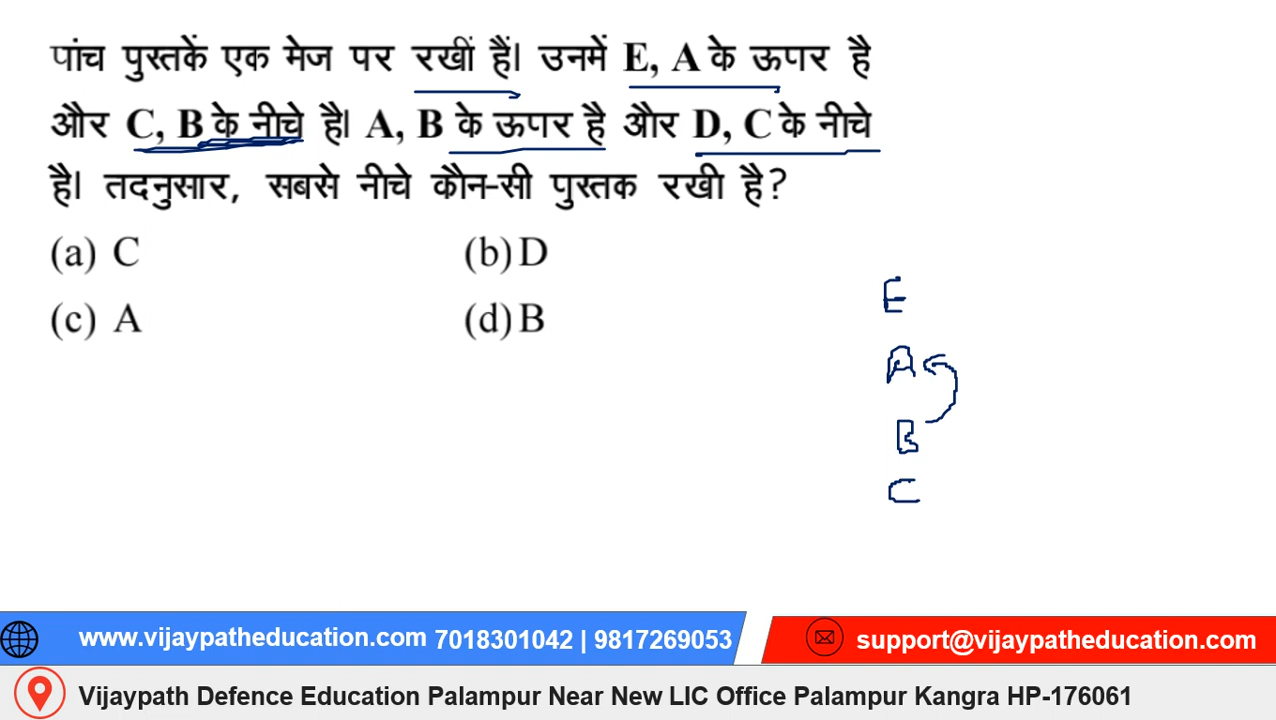 पांच पुस्तकें एक मेज पर रखीं हैं। उनमें E, A के ऊपर है
और C, B के नीचे है। A, B के ऊपर है और D, C के नीचे
है। तदनुसार, सबसे नीचे कौन-सी पुस्तक रखी है?
(a) C (b) D
(c) A (d) B
E
A
B
C
www.vijaypatheducation.com 7018301042 | 9817269053 support@vijaypatheducation.com
Vijaypath Defence Education Palampur Near New LIC Office Palampur Kangra HP-176061